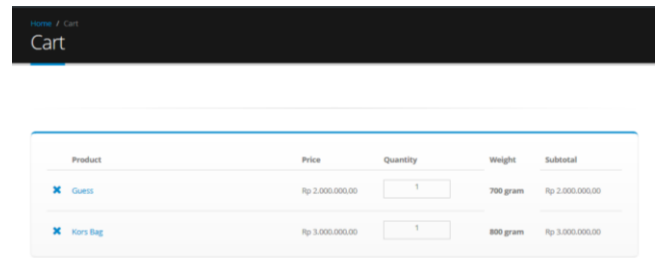 Home / Cart
Cart
Product Price Quantity Weight Subtotal
✖ Guess Rp 2.000.000,00 1 700 gram Rp 2.000.000,00
✖ Kors Bag Rp 3.000.000,00 1 800 gram Rp 3.000.000,00